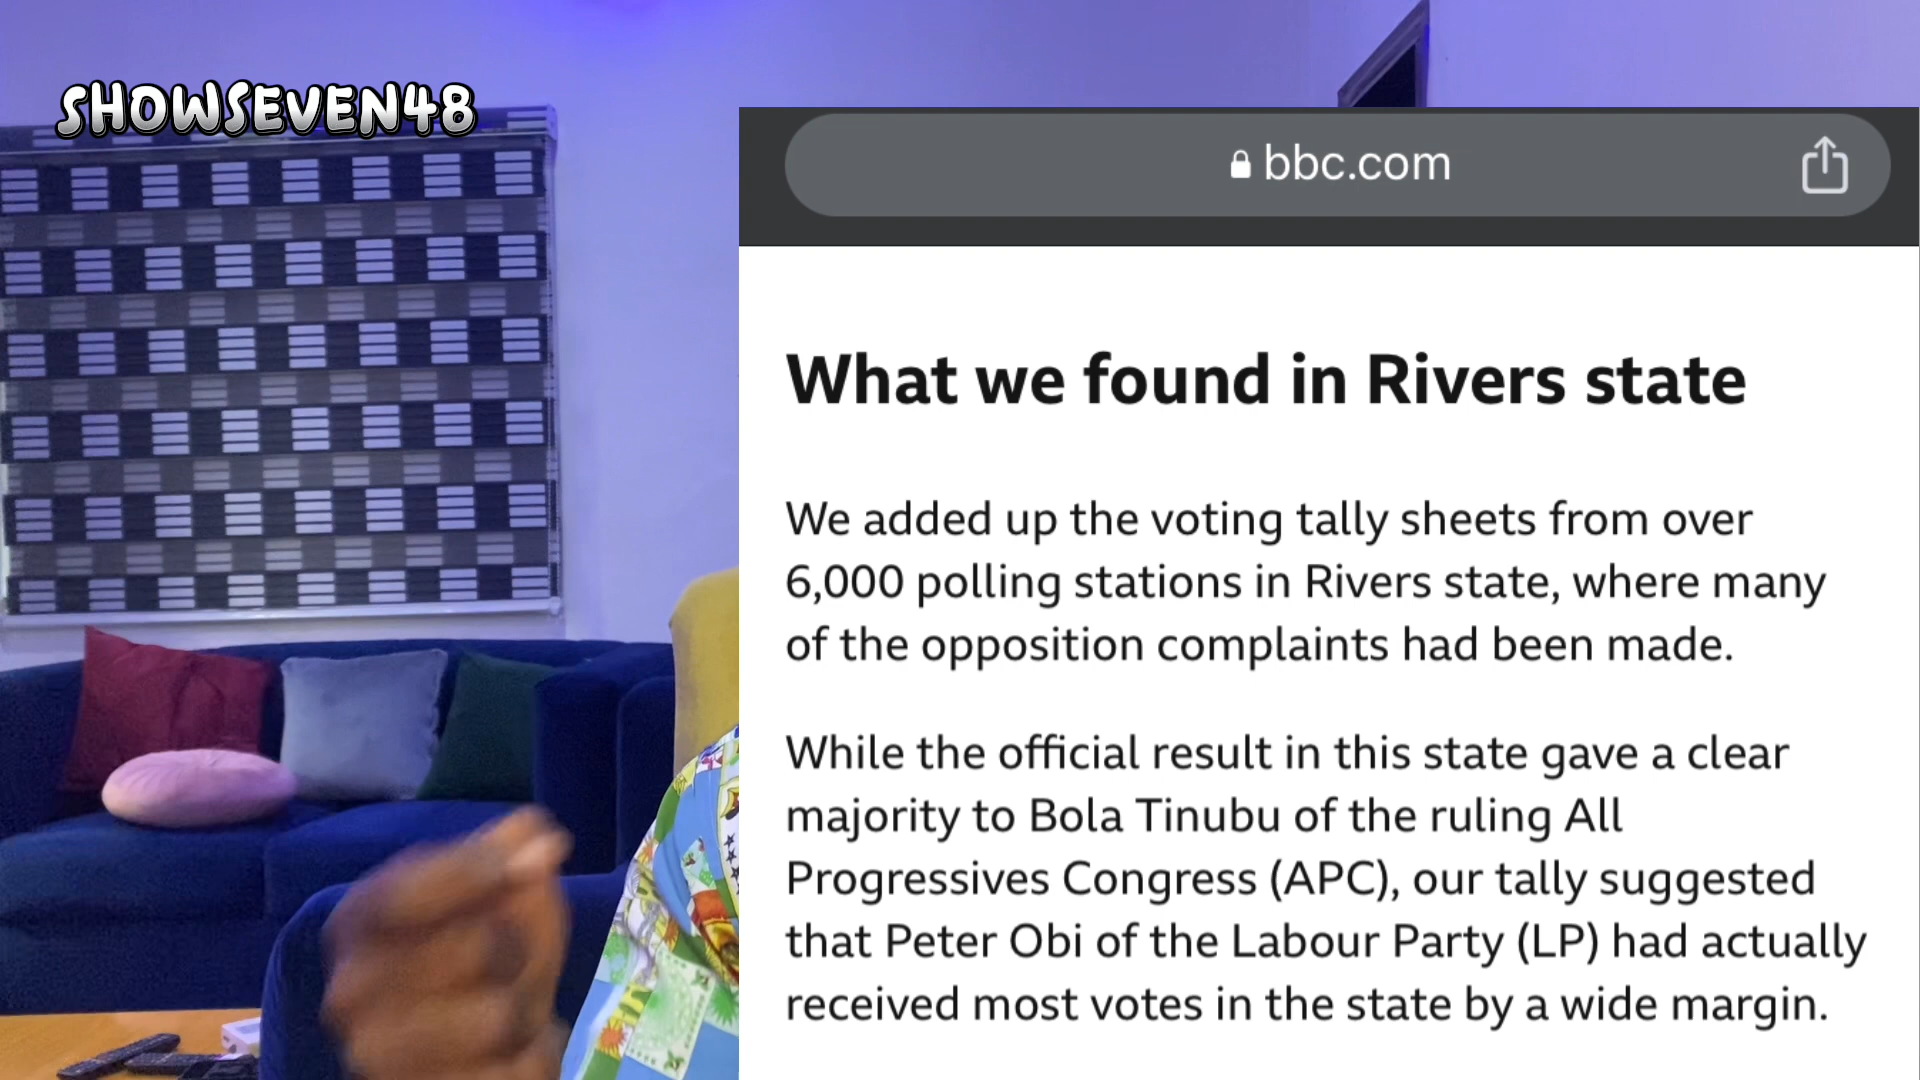 SHOWSEVEN48
bbc.com
What we found in Rivers state
We added up the voting tally sheets from over
6,000 polling stations in Rivers state, where many
of the opposition complaints had been made.
While the official result in this state gave a clear
majority to Bola Tinubu of the ruling All
Progressives Congress (APC), our tally suggested
that Peter Obi of the Labour Party (LP) had actually
received most votes in the state by a wide margin.